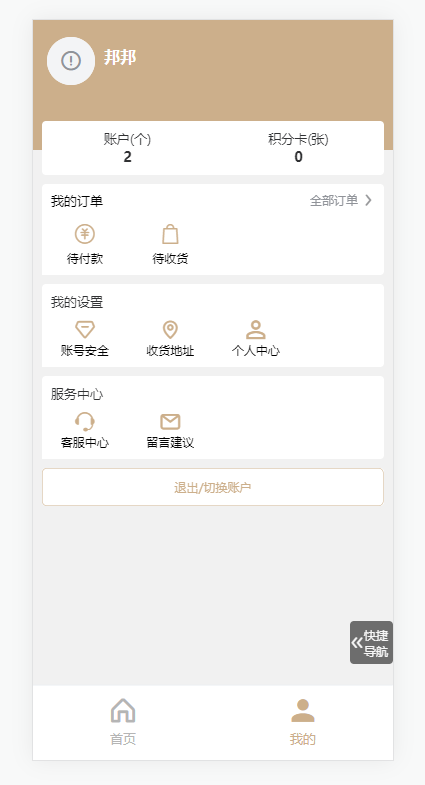 邦邦
账户(个) 积分卡(张)
2 0
我的订单 全部订单
待付款 待收货
我的设置
账号安全 收货地址 个人中心
服务中心
客服中心 留言建议
退出/切换账户
快捷
导航
首页 我的